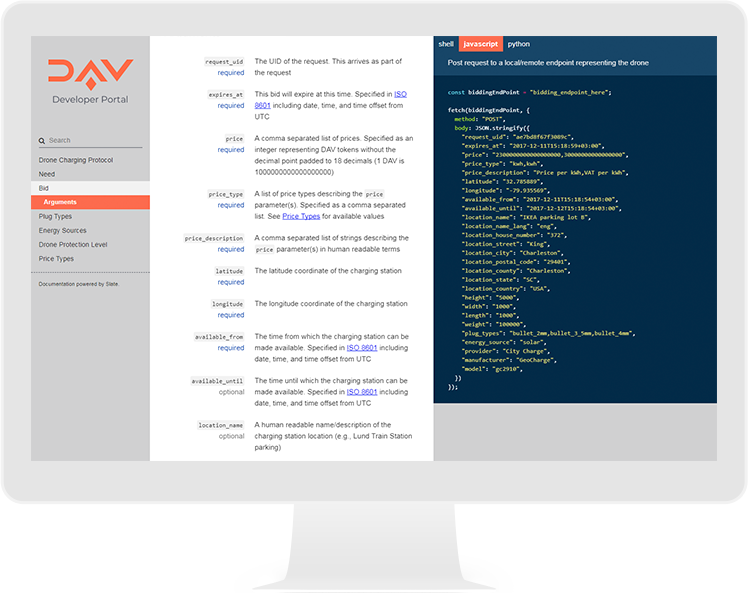 DAV
Developer Portal
Search
Drone Charging Protocol
Need
Bid
Arguments
Plug Types
Energy Sources
Drone Protection Level
Price Types
Documentation powered by Slate.
request_uid The UID of the request. This arrives as part of
required the request
expires_at This bid will expire at this time. Specified in ISO
required 8601 including date, time, and time offset from
UTC
price A comma separated list of prices. Specified as an
required integer representing DAV tokens without the
decimal point padded to 18 decimals (1 DAV is
1000000000000000000)
price_type A list of price types describing the price
required parameter(s). Specified as a comma separated
list. See Price Types for available values
price_description A comma separated list of strings describing the
required price parameter(s) in human readable terms
latitude The latitude coordinate of the charging station
required
longitude The longitude coordinate of the charging station
required
available_from The time from which the charging station can be
required made available. Specified in ISO 8601 including
date, time, and time offset from UTC
available_until The time until which the charging station can be
optional made available. Specified in ISO 8601 including
date, time, and time offset from UTC
location_name A human readable name/description of the
optional charging station location (e.g., Lund Train Station
parking)
shell javascript python
Post request to a local/remote endpoint representing the drone
const biddingEndPoint = "bidding_endpoint_here";
fetch(biddingEndPoint, {
method: "POST",
body: JSON.stringify({
"request_uid": "ae7bd8f67f3089c",
"expires_at": "2017-12-11T15:18:59+03:00",
"price": "230000000000000000,3000000000000000",
"price_type": "kwh,kwh",
"price_description": "Price per kWh,VAT per kWh",
"latitude": "32.785889",
"longitude": "-79.935569",
"available_from": "2017-12-11T15:18:54+03:00",
"available_until": "2017-12-12T15:18:54+03:00",
"location_name": "IKEA parking lot B",
"location_name_lang": "eng",
"location_house_number": "372",
"location_street": "King",
"location_city": "Charleston",
"location_postal_code": "29401",
"location_county": "Charleston",
"location_state": "SC",
"location_country": "USA",
"height": "5000",
"width": "1000",
"length": "1000",
"weight": "100000",
"plug_types": "bullet_2mm,bullet_3_5mm,bullet_4mm",
"energy_source": "solar",
"provider": "City Charge",
"manufacturer": "GeoCharge",
"model": "gc2910",
})
});